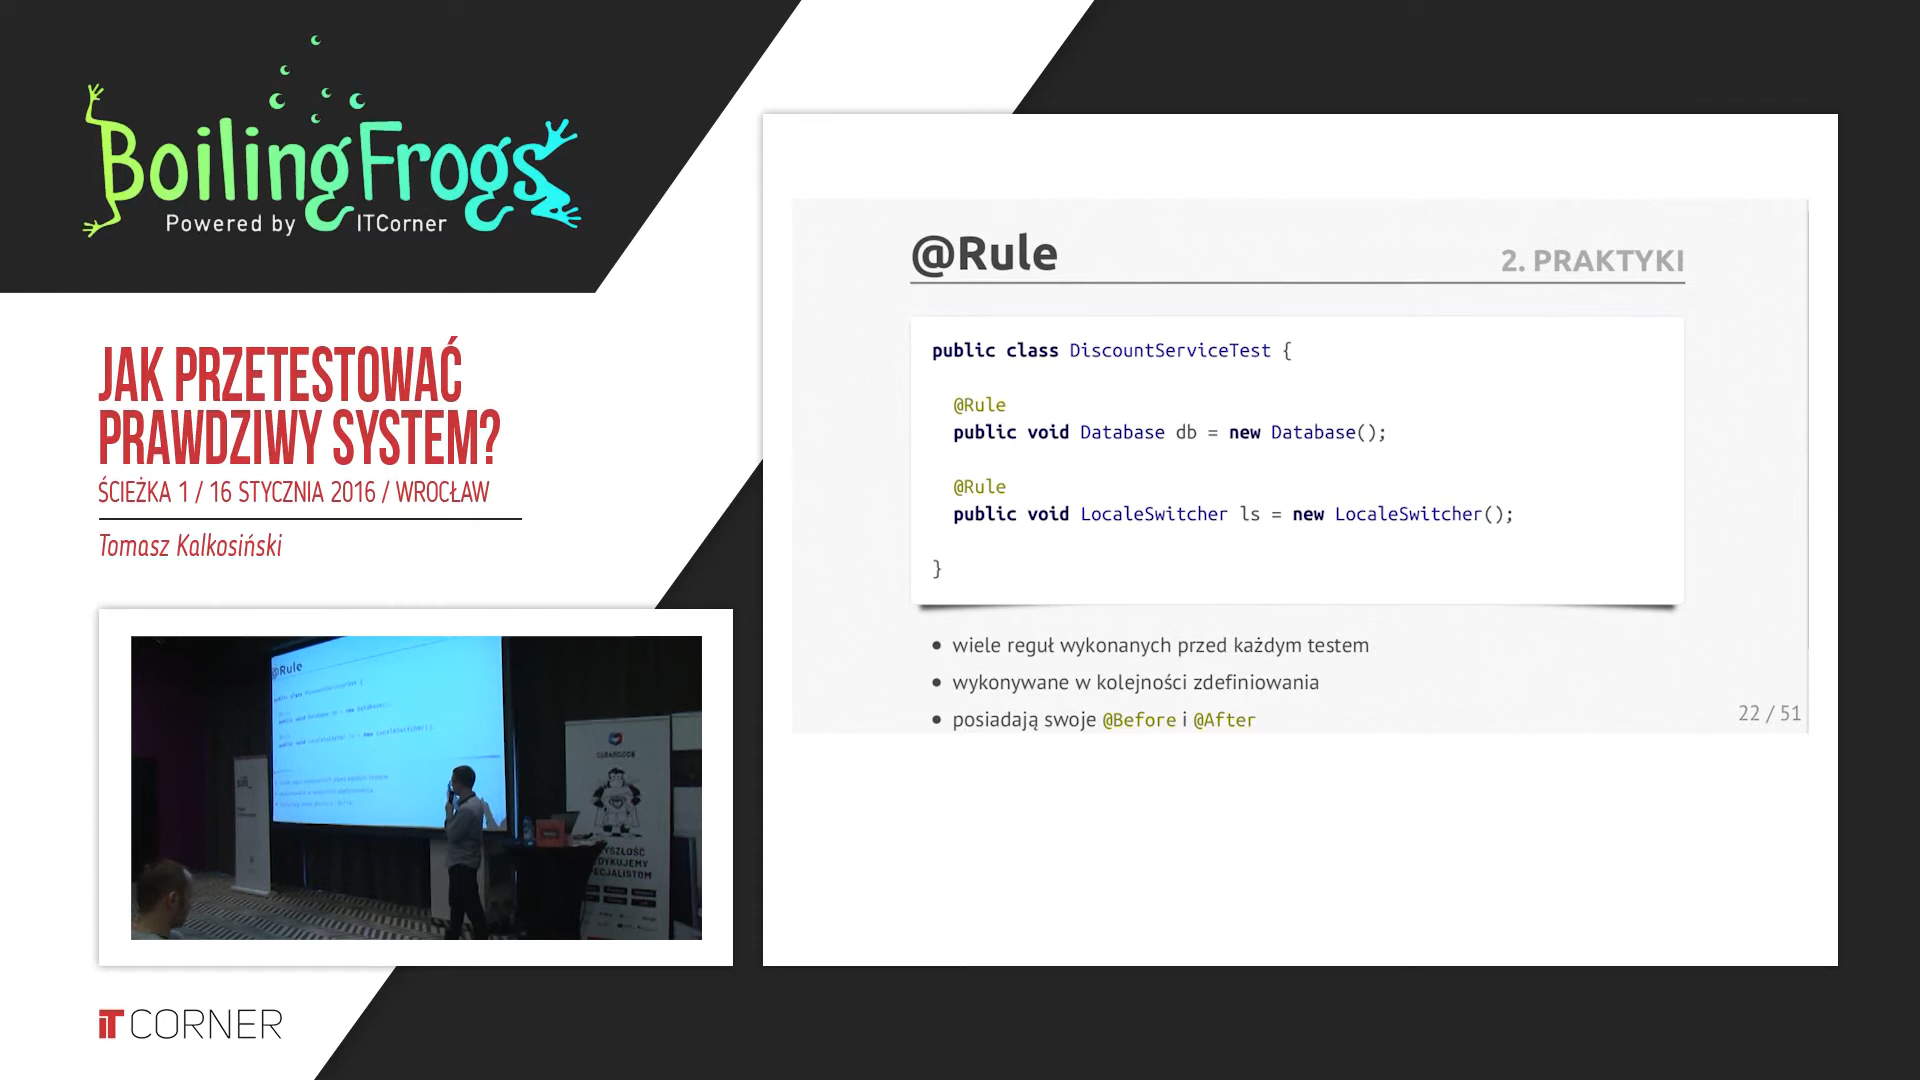 BoilingFrogs
Powered by ITCorner
JAK PRZETESTOWAĆ
PRAWDZIWY SYSTEM?
ŚCIEŻKA 1 / 16 STYCZNIA 2016 / WROCŁAW
Tomasz Kalkosiński
@Rule
2. PRAKTYKI
public class DiscountServiceTest {
@Rule
public void Database db = new Database();
@Rule
public void LocaleSwitcher ls = new LocaleSwitcher();
}
• wiele reguł wykonanych przed każdym testem
• wykonywane w kolejności zdefiniowania
• posiadają swoje @Before i @After
22 / 51
@Rule
CLEARCODE
iT CORNER